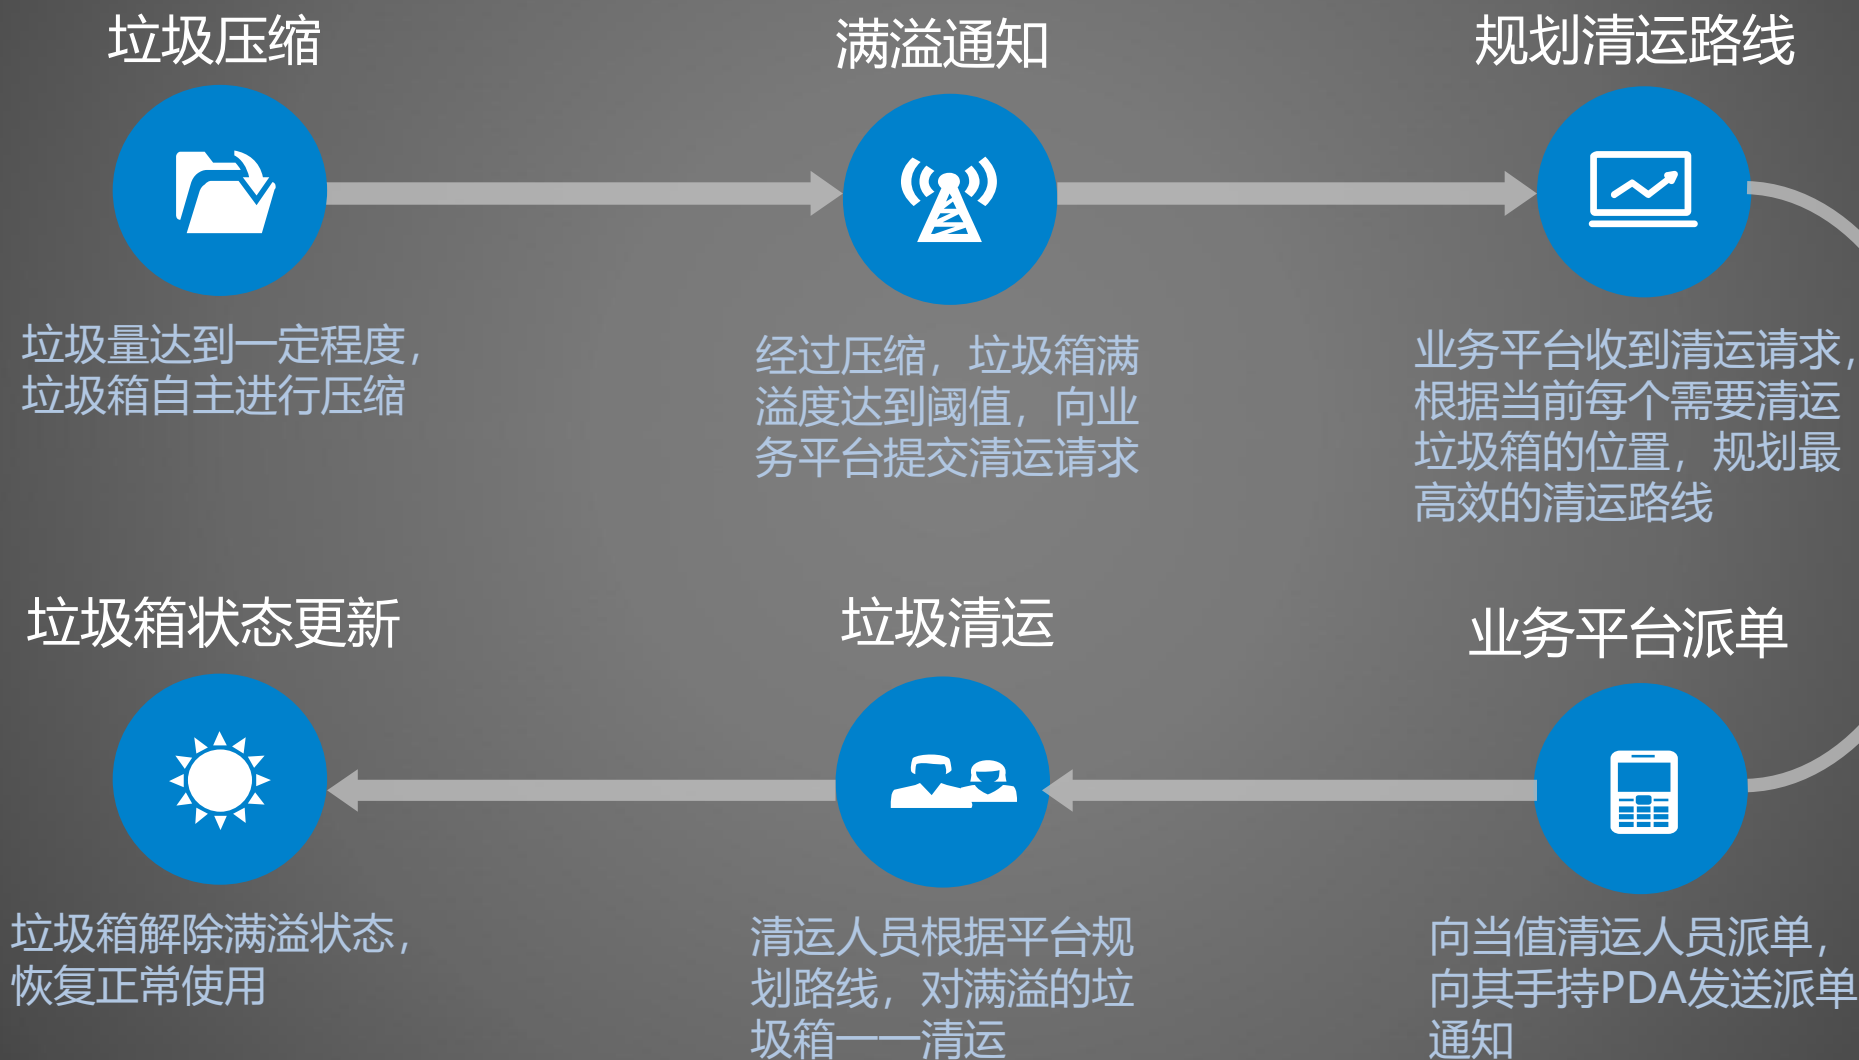 垃圾压缩
满溢通知
规划清运路线
垃圾量达到一定程度，
垃圾箱自主进行压缩
经过压缩，垃圾箱满
溢度达到阈值，向业
务平台提交清运请求
业务平台收到清运请求，
根据当前每个需要清运
垃圾箱的位置，规划最
高效的清运路线
垃圾箱状态更新
垃圾清运
业务平台派单
垃圾箱解除满溢状态，
恢复正常使用
清运人员根据平台规
划路线，对满溢的垃
圾箱一一清运
向当值清运人员派单，
向其手持PDA发送派单
通知